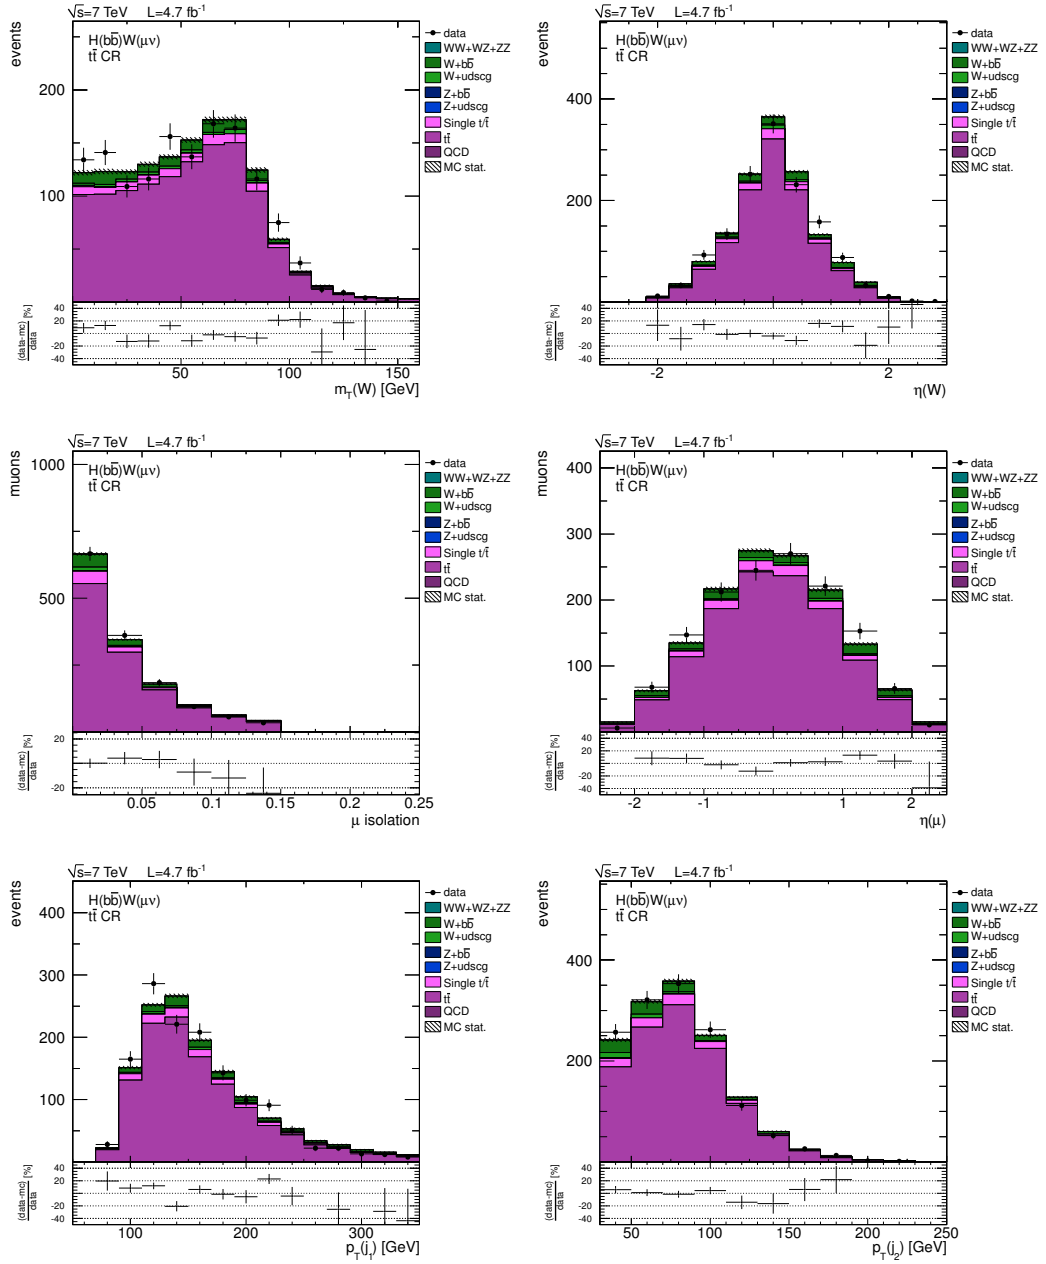 √s=7 TeV L=4.7 fb⁻¹
events
H(bb̅)W(μν)
tt̅ CR
200
100
data
WW+WZ+ZZ
W+bb̅
W+udscg
Z+bb̅
Z+udscg
Single t/t̅
tt̅
QCD
MC stat.
(data-mc)/data [%]
40
20
0
-20
-40
50 100 150
m_T(W) [GeV]
√s=7 TeV L=4.7 fb⁻¹
events
H(bb̅)W(μν)
tt̅ CR
400
200
data
WW+WZ+ZZ
W+bb̅
W+udscg
Z+bb̅
Z+udscg
Single t/t̅
tt̅
QCD
MC stat.
(data-mc)/data [%]
40
20
0
-20
-40
-2 0 2
η(W)
√s=7 TeV L=4.7 fb⁻¹
muons
H(bb̅)W(μν)
tt̅ CR
1000
500
data
WW+WZ+ZZ
W+bb̅
W+udscg
Z+bb̅
Z+udscg
Single t/t̅
tt̅
QCD
MC stat.
(data-mc)/data [%]
20
0
-20
0.05 0.1 0.15 0.2 0.25
μ isolation
√s=7 TeV L=4.7 fb⁻¹
muons
H(bb̅)W(μν)
tt̅ CR
400
300
200
100
data
WW+WZ+ZZ
W+bb̅
W+udscg
Z+bb̅
Z+udscg
Single t/t̅
tt̅
QCD
MC stat.
(data-mc)/data [%]
40
20
0
-20
-40
-2 -1 0 1 2
η(μ)
√s=7 TeV L=4.7 fb⁻¹
events
H(bb̅)W(μν)
tt̅ CR
400
300
200
100
data
WW+WZ+ZZ
W+bb̅
W+udscg
Z+bb̅
Z+udscg
Single t/t̅
tt̅
QCD
MC stat.
(data-mc)/data [%]
40
20
0
-20
-40
100 200 300
p_T(j_1) [GeV]
√s=7 TeV L=4.7 fb⁻¹
events
H(bb̅)W(μν)
tt̅ CR
400
200
data
WW+WZ+ZZ
W+bb̅
W+udscg
Z+bb̅
Z+udscg
Single t/t̅
tt̅
QCD
MC stat.
(data-mc)/data [%]
40
20
0
-20
-40
50 100 150 200 250
p_T(j_2) [GeV]